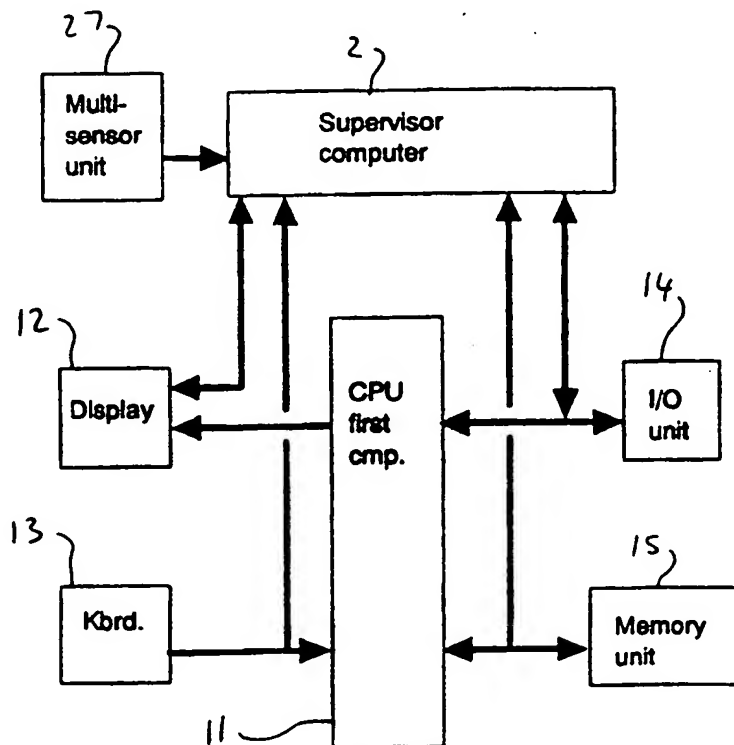 27
Multi-
sensor
unit
2
Supervisor
computer
12
Display
CPU
first
cmp.
14
I/O
unit
13
Kbrd.
15
Memory
unit
11